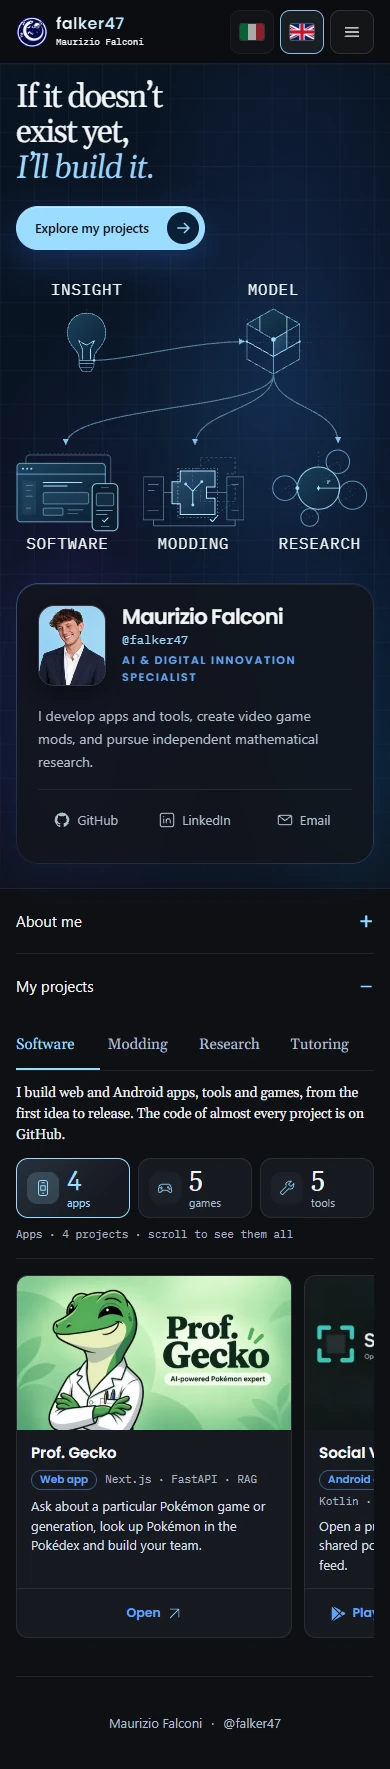 falker47
Maurizio Falconi
If it doesn't
exist yet,
I'll build it.
Explore my projects
INSIGHT
MODEL
SOFTWARE
MODDING
RESEARCH
Maurizio Falconi
@falker47
AI & DIGITAL INNOVATION
SPECIALIST
I develop apps and tools, create video game
mods, and pursue independent mathematical
research.
GitHub
LinkedIn
Email
About me
My projects
Software
Modding
Research
Tutoring
I build web and Android apps, tools and games, from the
first idea to release. The code of almost every project is on
GitHub.
4
apps
5
games
5
tools
Apps · 4 projects · scroll to see them all
Prof.
Gecko
AI-powered Pokémon expert
Prof. Gecko
Web app
Next.js · FastAPI · RAG
Ask about a particular Pokémon game or
generation, look up Pokémon in the
Pokédex and build your team.
Open
Social
Android
Kotlin ·
Open a
shared
feed.
Maurizio Falconi · @falker47